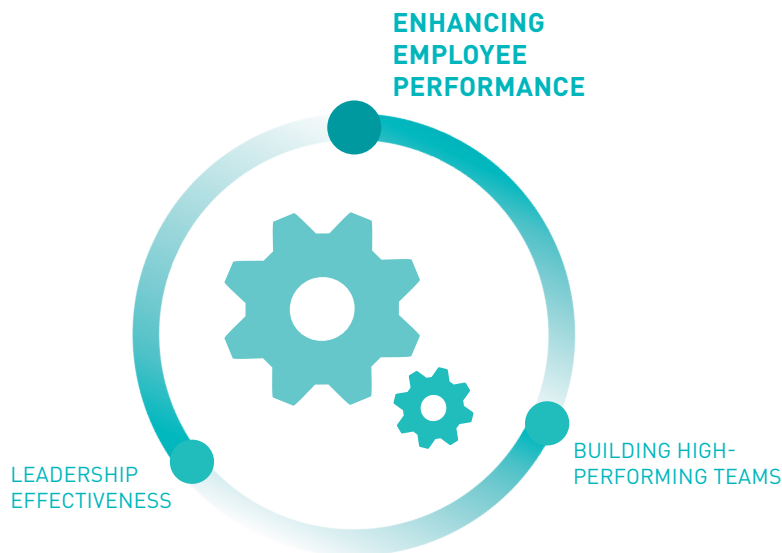 ENHANCING
EMPLOYEE
PERFORMANCE
BUILDING HIGH-
PERFORMING TEAMS
LEADERSHIP
EFFECTIVENESS